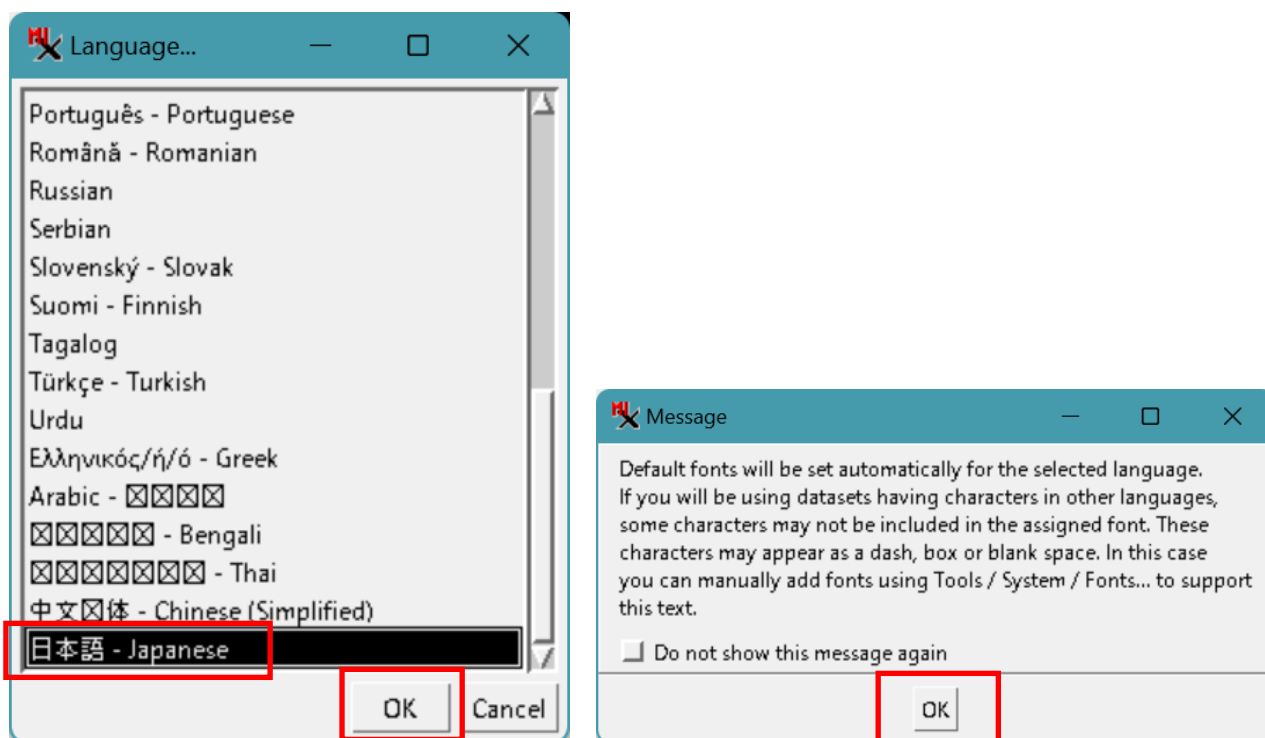 Language...
Português - Portuguese
Română - Romanian
Russian
Serbian
Slovenský - Slovak
Suomi - Finnish
Tagalog
Türkçe - Turkish
Urdu
Ελληνικός/ή/ό - Greek
Arabic - ☒☒☒☒
☒☒☒☒☒ - Bengali
☒☒☒☒☒☒☒ - Thai
中文☒体 - Chinese (Simplified)
日本語 - Japanese
OK
Cancel
Message
Default fonts will be set automatically for the selected language.
If you will be using datasets having characters in other languages,
some characters may not be included in the assigned font. These
characters may appear as a dash, box or blank space. In this case
you can manually add fonts using Tools / System / Fonts... to support
this text.
Do not show this message again
OK